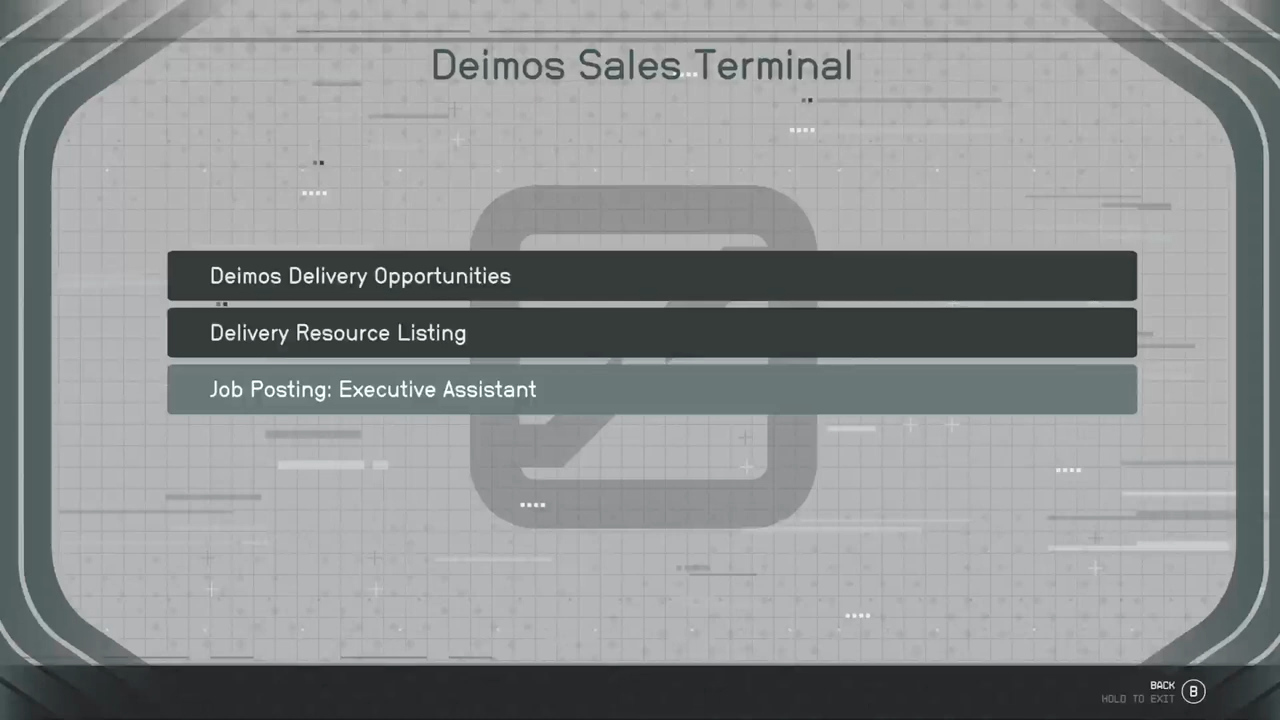 Deimos Sales Terminal
Deimos Delivery Opportunities
Delivery Resource Listing
Job Posting: Executive Assistant
BACK
HOLD TO EXIT
B